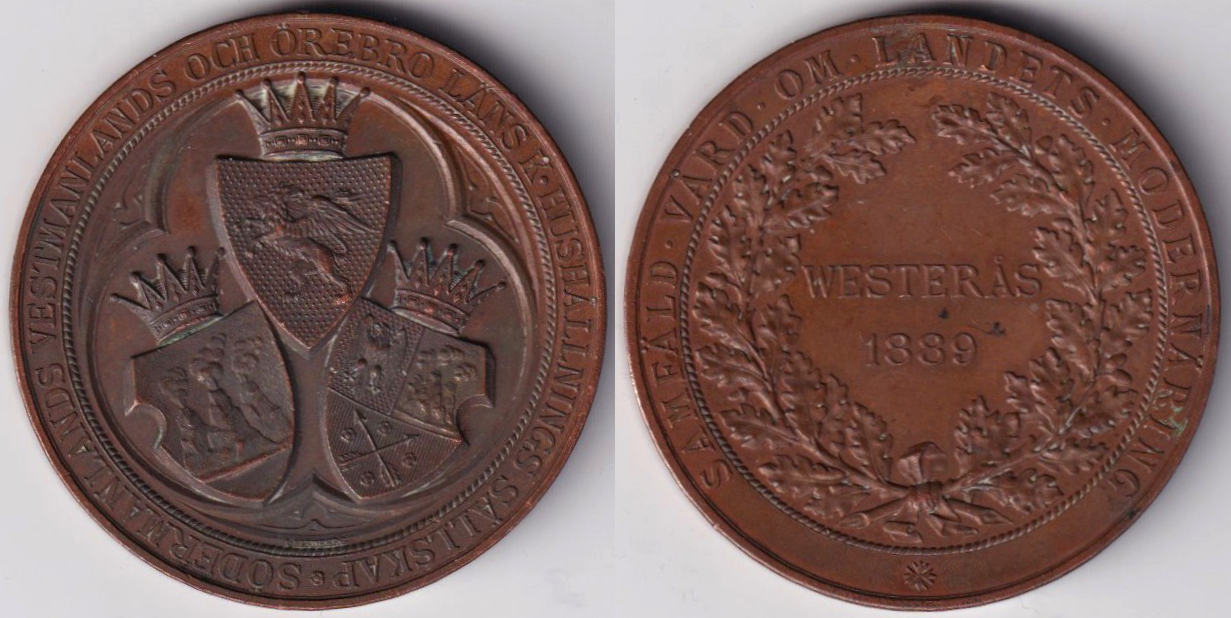 SÖDERMANLANDS VESTMANLANDS OCH ÖREBRO LÄNS K·HUSHÅLLNINGS SÄLLSKAP
SAMFÄLD·VÅRD·OM·LANDETS·MODERNÄRING
WESTERÅS
1889